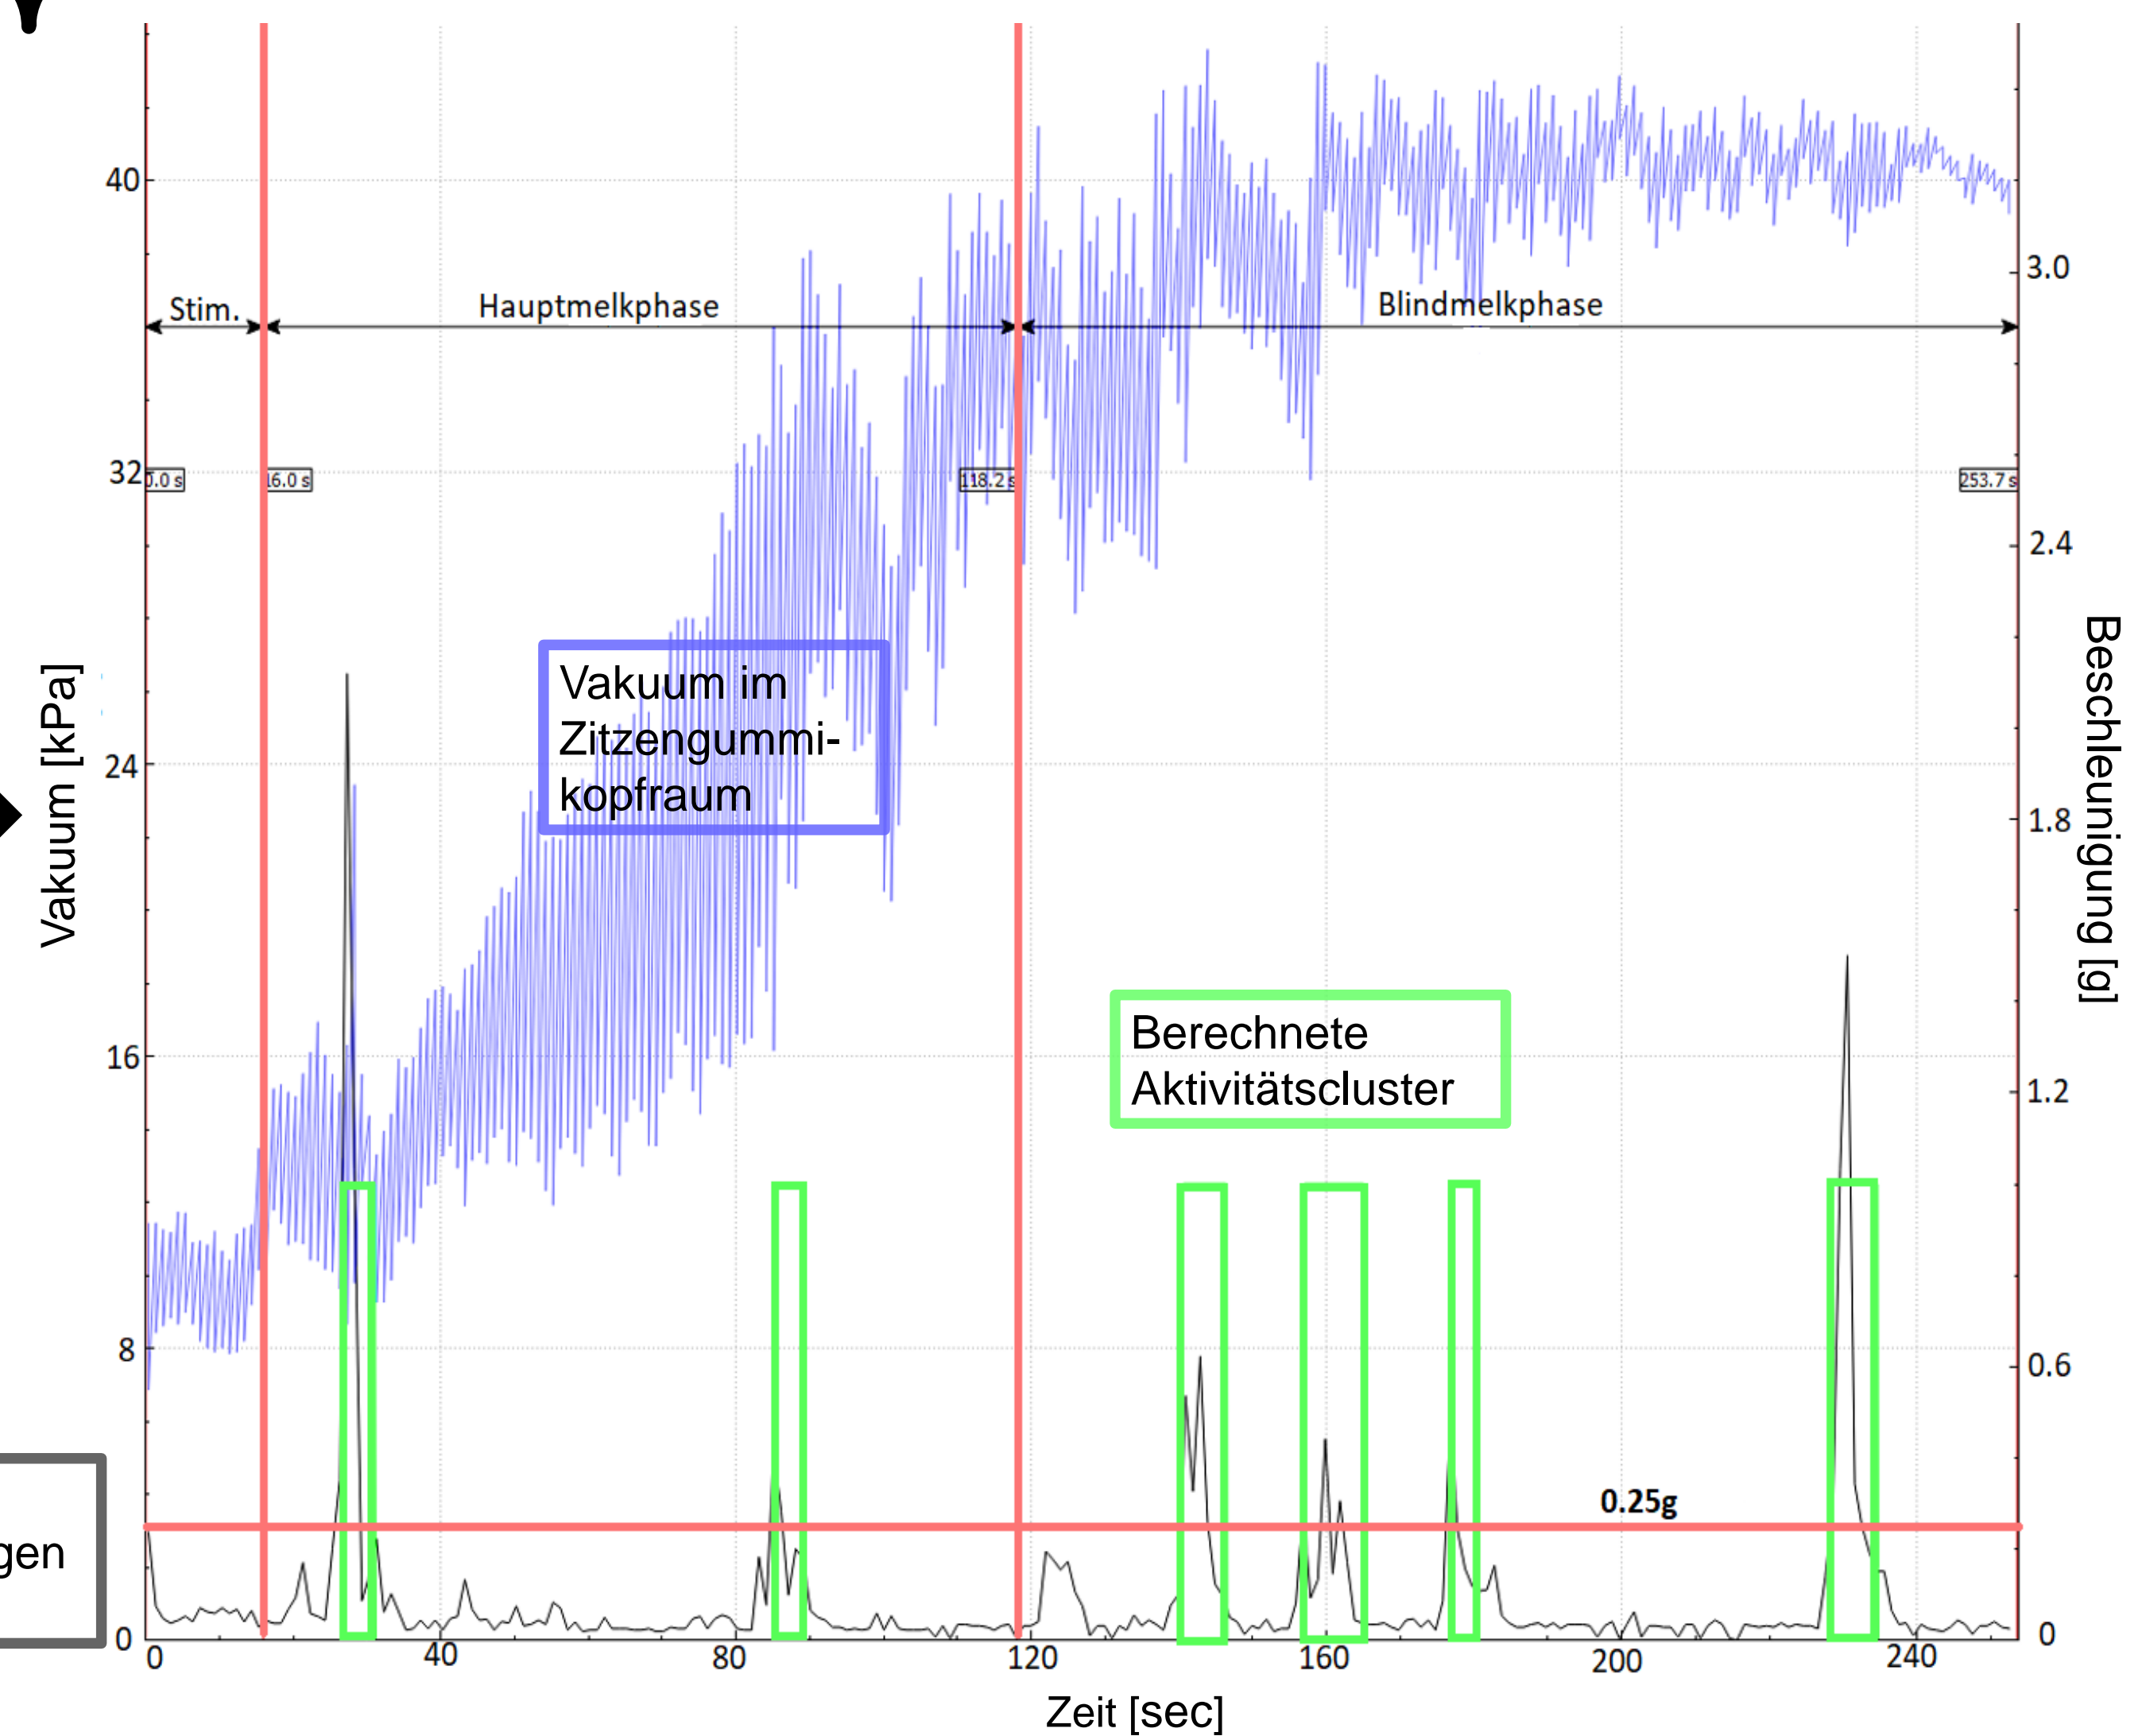 40
32
24
16
8
0
Vakuum [kPa]
Stim.
Hauptmelkphase
Blindmelkphase
0.0 s
16.0 s
118.2 s
253.7 s
Vakuum im
Zitzengummi-
kopfraum
Berechnete
Aktivitätscluster
0.25g
gen
3.0
2.4
1.8
1.2
0.6
0
Beschleunigung [g]
0 40 80 120 160 200 240
Zeit [sec]